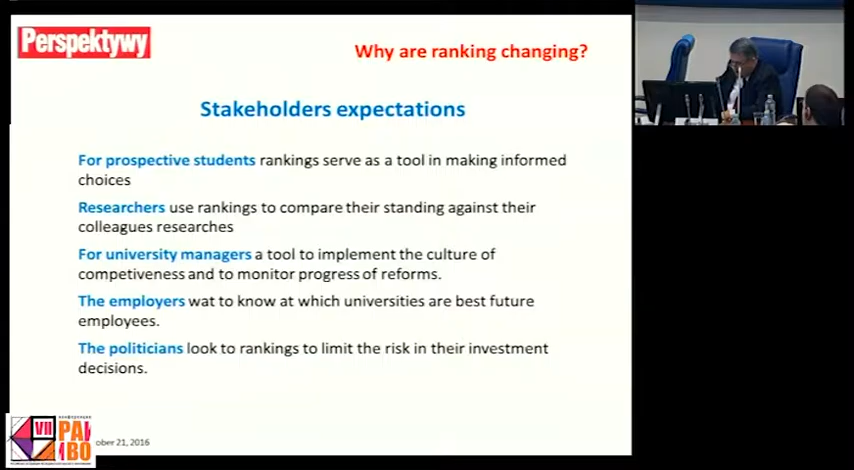 Perspektywy
Why are ranking changing?
Stakeholders expectations
For prospective students rankings serve as a tool in making informed
choices
Researchers use rankings to compare their standing against their
colleagues researches
For university managers a tool to implement the culture of
competiveness and to monitor progress of reforms.
The employers wat to know at which universities are best future
employees.
The politicians look to rankings to limit the risk in their investment
decisions.
VII
ober 21, 2016